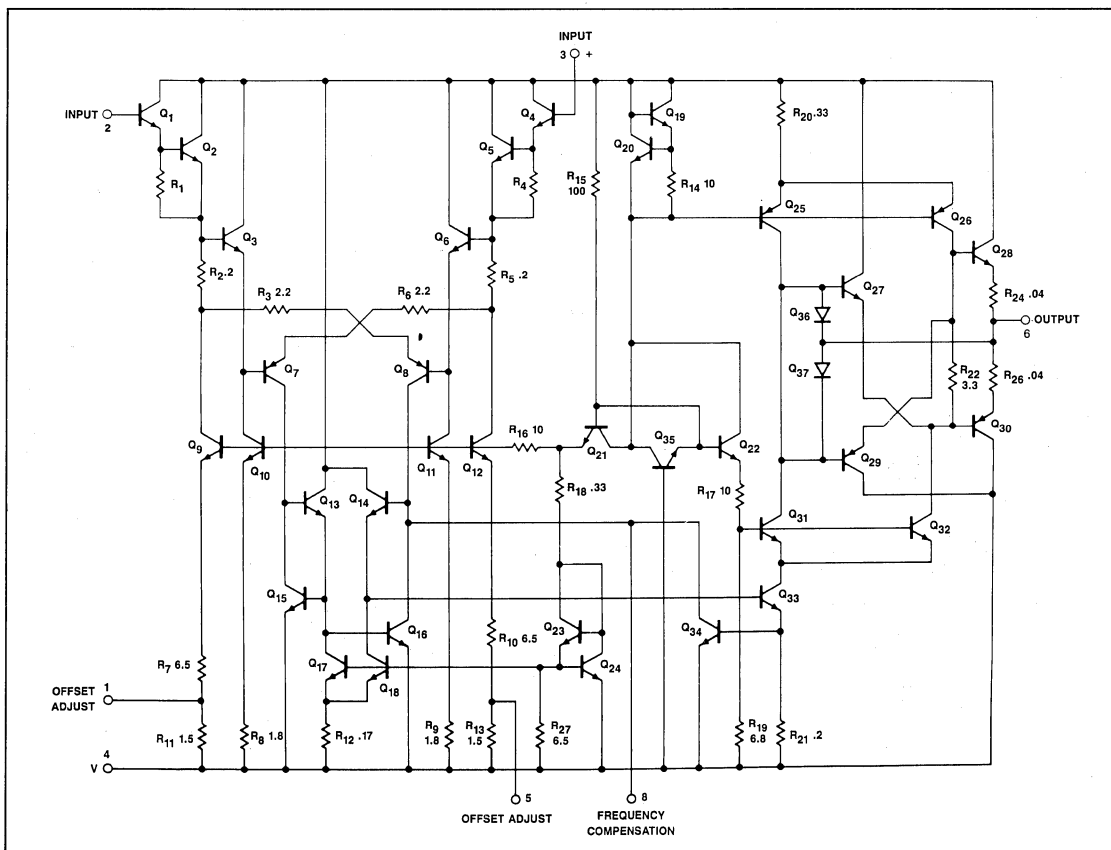 INPUT
3 +
INPUT
2
Q1
Q2
R1
Q3
R2 .2
Q4
Q5
R4
Q6
R5 .2
R15
100
Q19
Q20
R14 10
R20 .33
Q25
Q26
Q28
R24 .04
OUTPUT
6
Q27
Q36
Q37
R22
3.3
R26 .04
Q30
Q29
R3 2.2
R6 2.2
Q7
Q8
Q9
Q10
Q11
Q12
R16 10
Q21
Q35
Q22
R18 .33
R17 10
Q13
Q14
Q31
Q32
Q15
Q16
Q33
Q17
Q18
R10 6.5
Q23
Q24
Q34
R7 6.5
OFFSET
ADJUST
1
R11 1.5
R8 1.8
R12 .17
R9
1.8
R13
1.5
R27
6.5
R19
6.8
R21 .2
4
V
5
OFFSET ADJUST
8
FREQUENCY
COMPENSATION